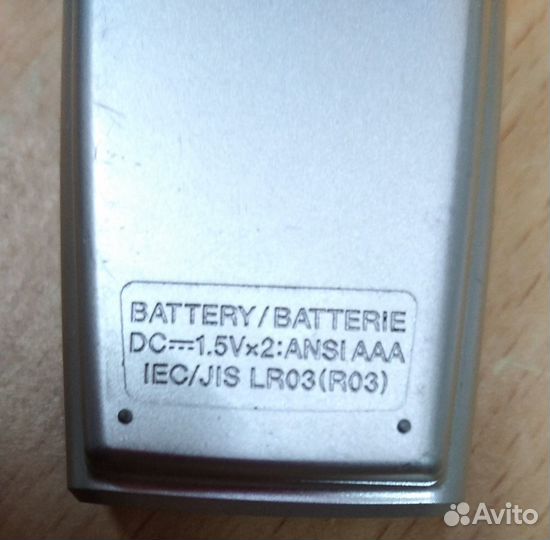 BATTERY/BATTERIE
DC⎓1.5V×2:ANSI AAA
IEC/JIS LR03(R03)
Avito